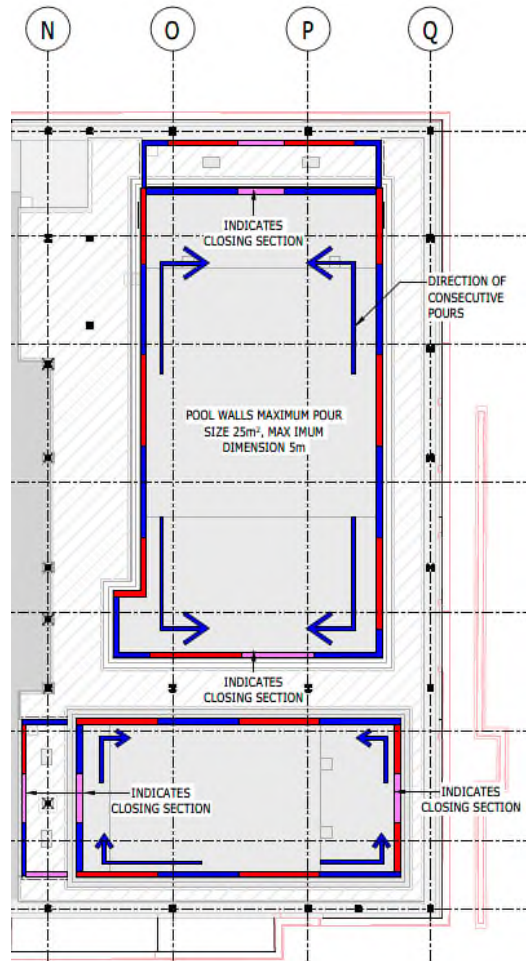 N
O
P
Q
INDICATES
CLOSING SECTION
DIRECTION OF
CONSECUTIVE
POURS
POOL WALLS MAXIMUM POUR
SIZE 25m², MAX IMUM
DIMENSION 5m
INDICATES
CLOSING SECTION
INDICATES
CLOSING SECTION
INDICATES
CLOSING SECTION